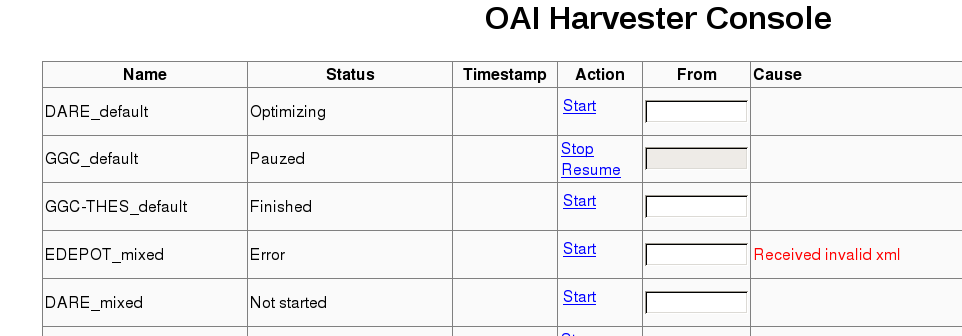 OAI Harvester Console
Name Status Timestamp Action From Cause
DARE_default Optimizing Start
GGC_default Pauzed Stop
Resume
GGC-THES_default Finished Start
EDEPOT_mixed Error Start Received invalid xml
DARE_mixed Not started Start